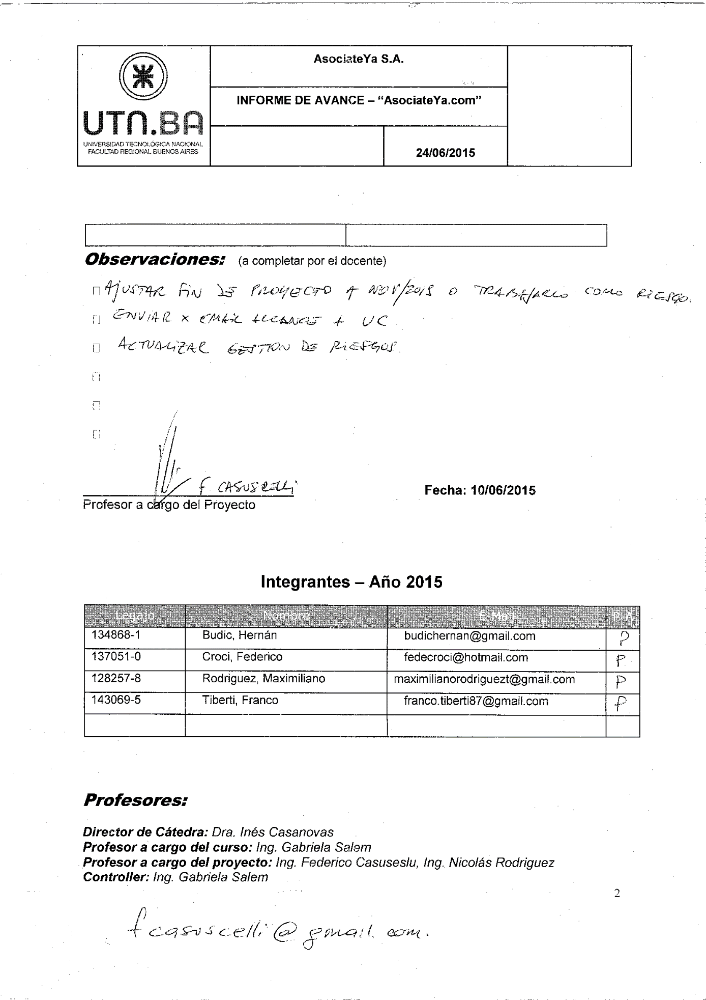 AsociateYa S.A.
INFORME DE AVANCE – “AsociateYa.com”
UTN.BA
UNIVERSIDAD TECNOLÓGICA NACIONAL
FACULTAD REGIONAL BUENOS AIRES
24/06/2015
Observaciones: (a completar por el docente)
AJUSTAR FIN DE PROYECTO A NOV/2015 O TRABAJARLO COMO RIESGO.
ENVIAR x EMAIL ALCANCE + UC.
ACTUALIZAR GESTION DE RIESGOS.
F. CASUSCELLI
Profesor a cargo del Proyecto
Fecha: 10/06/2015
Integrantes – Año 2015
Legajo Nombre E-Mail P-A
134868-1 Budic, Hernán budichernan@gmail.com P
137051-0 Croci, Federico fedecroci@hotmail.com P
128257-8 Rodriguez, Maximiliano maximilianorodriguezt@gmail.com P
143069-5 Tiberti, Franco franco.tiberti87@gmail.com P
Profesores:
Director de Cátedra: Dra. Inés Casanovas
Profesor a cargo del curso: Ing. Gabriela Salem
Profesor a cargo del proyecto: Ing. Federico Casuseslu, Ing. Nicolás Rodriguez
Controller: Ing. Gabriela Salem
2
fcasuscelli@gmail.com.